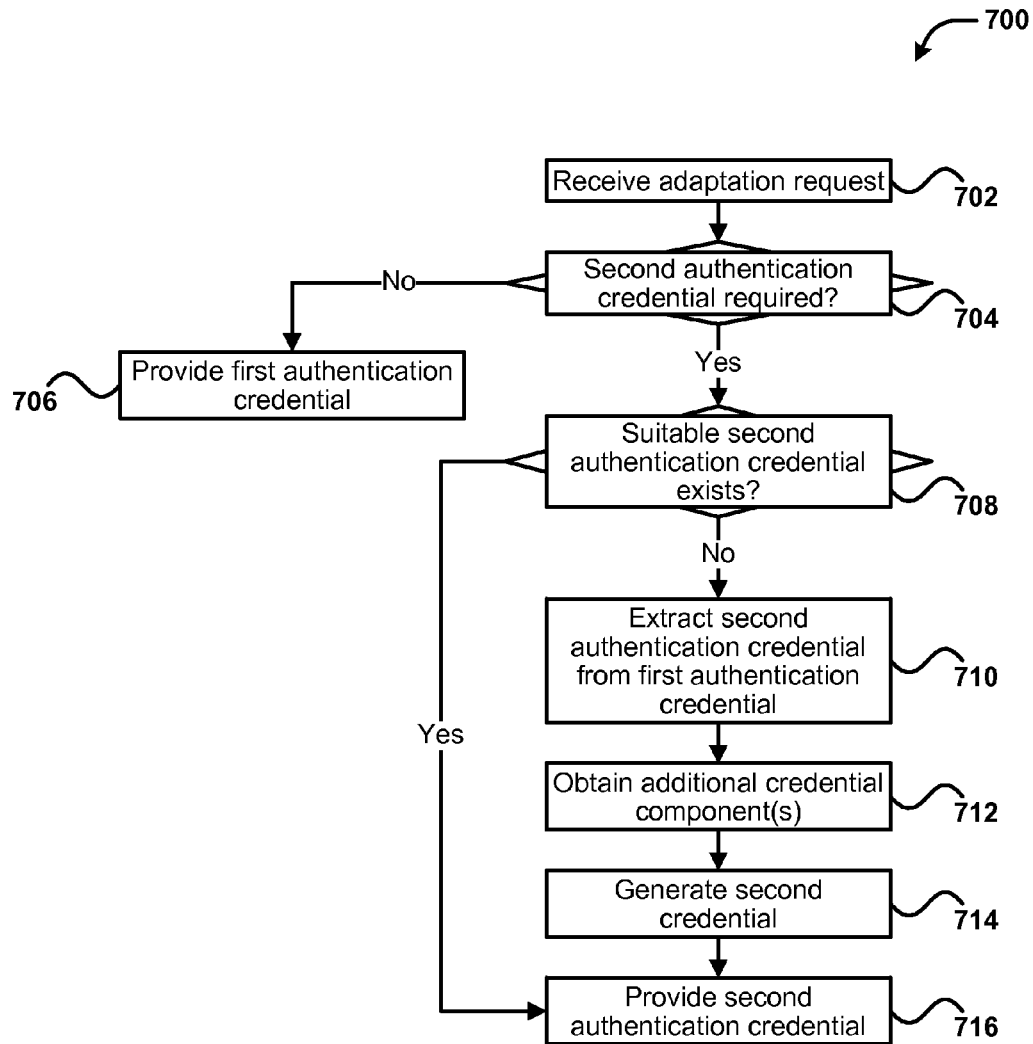 700
Receive adaptation request
702
Second authentication
credential required?
704
No
Yes
Provide first authentication
credential
706
Suitable second
authentication credential
exists?
708
No
Yes
Extract second
authentication credential
from first authentication
credential
710
Obtain additional credential
component(s)
712
Generate second
credential
714
Provide second
authentication credential
716